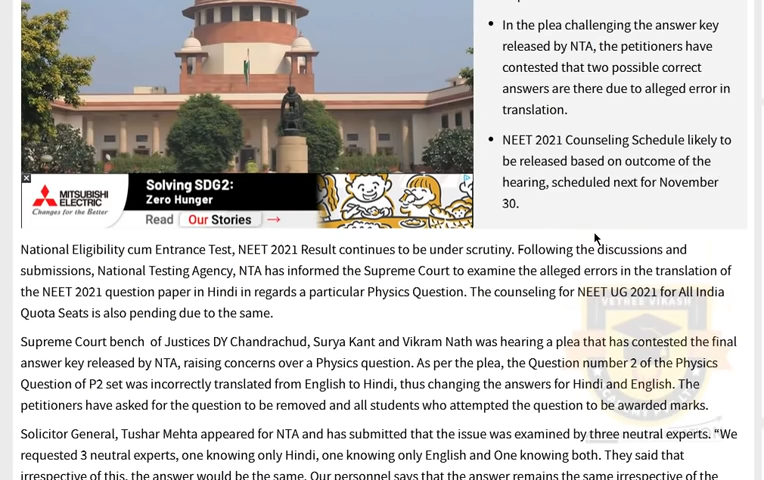 In the plea challenging the answer key
released by NTA, the petitioners have
contested that two possible correct
answers are there due to alleged error in
translation.
NEET 2021 Counseling Schedule likely to
be released based on outcome of the
hearing, scheduled next for November
30.
MITSUBISHI
ELECTRIC
Changes for the Better
Solving SDG2:
Zero Hunger
Read Our Stories →
National Eligibility cum Entrance Test, NEET 2021 Result continues to be under scrutiny. Following the discussions and
submissions, National Testing Agency, NTA has informed the Supreme Court to examine the alleged errors in the translation of
the NEET 2021 question paper in Hindi in regards a particular Physics Question. The counseling for NEET UG 2021 for All India
Quota Seats is also pending due to the same.
VETREE VIKASH
Supreme Court bench of Justices DY Chandrachud, Surya Kant and Vikram Nath was hearing a plea that has contested the final
answer key released by NTA, raising concerns over a Physics question. As per the plea, the Question number 2 of the Physics
Question of P2 set was incorrectly translated from English to Hindi, thus changing the answers for Hindi and English. The
petitioners have asked for the question to be removed and all students who attempted the question to be awarded marks.
Solicitor General, Tushar Mehta appeared for NTA and has submitted that the issue was examined by three neutral experts. “We
requested 3 neutral experts, one knowing only Hindi, one knowing only English and One knowing both. They said that
irrespective of this, the answer would be the same. Our personnel says that the answer remains the same irrespective of the